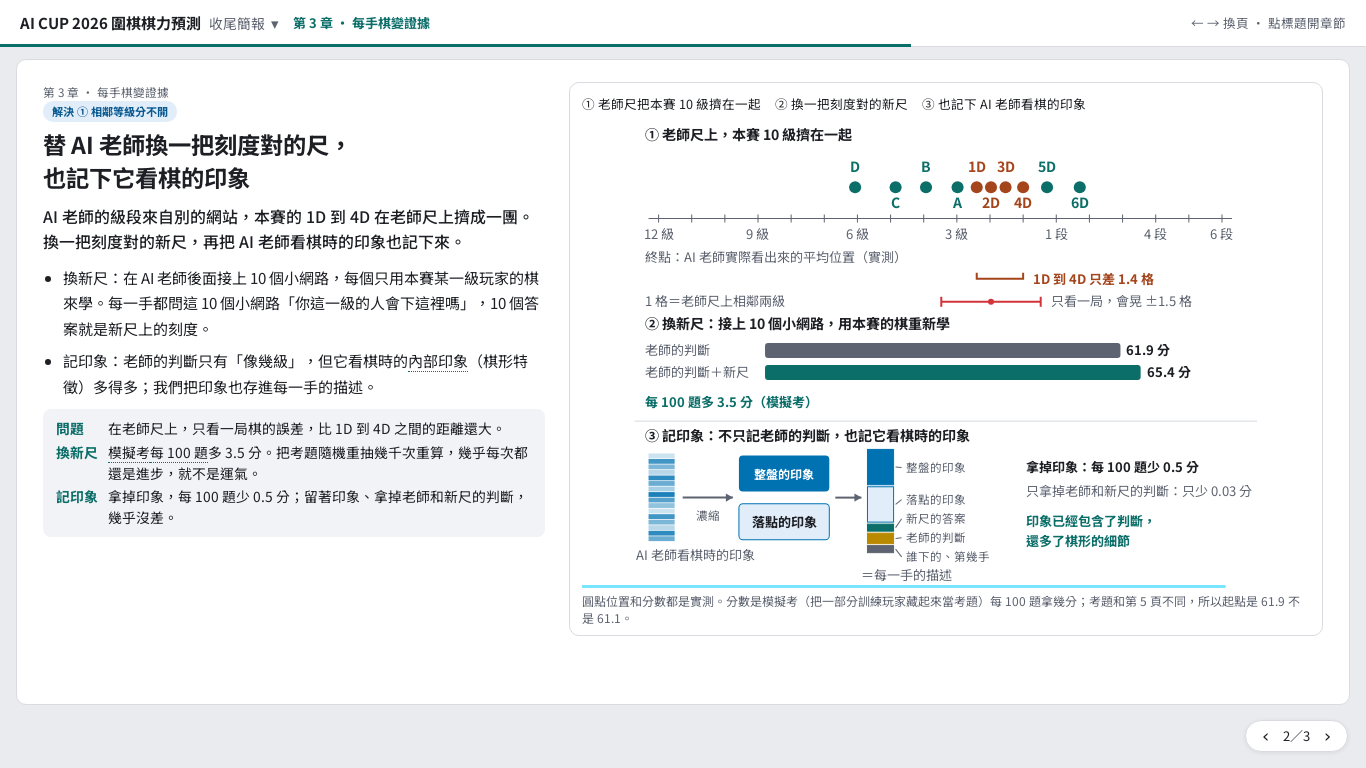 AI CUP 2026 圍棋棋力預測 收尾簡報 ▼ 第 3 章 · 每手棋變證據
← → 換頁 · 點標題開章節
第 3 章 · 每手棋變證據
解決 ① 相鄰等級分不開
替 AI 老師換一把刻度對的尺，
也記下它看棋的印象
AI 老師的級段來自別的網站，本賽的 1D 到 4D 在老師尺上擠成一團。
換一把刻度對的新尺，再把 AI 老師看棋時的印象也記下來。
• 換新尺：在 AI 老師後面接上 10 個小網路，每個只用本賽某一級玩家的棋
來學。每一手都問這 10 個小網路「你這一級的人會下這裡嗎」，10 個答
案就是新尺上的刻度。
• 記印象：老師的判斷只有「像幾級」，但它看棋時的內部印象（棋形特
徵）多得多；我們把印象也存進每一手的描述。
問題 在老師尺上，只看一局棋的誤差，比 1D 到 4D 之間的距離還大。
換新尺 模擬考每 100 題多 3.5 分。把考題隨機重抽幾千次重算，幾乎每次都
還是進步，就不是運氣。
記印象 拿掉印象，每 100 題少 0.5 分；留著印象、拿掉老師和新尺的判斷，
幾乎沒差。
① 老師尺把本賽 10 級擠在一起 ② 換一把刻度對的新尺 ③ 也記下 AI 老師看棋的印象
① 老師尺上，本賽 10 級擠在一起
D B 1D 3D 5D
C A 2D 4D 6D
12 級 9 級 6 級 3 級 1 段 4 段 6 段
終點：AI 老師實際看出來的平均位置（實測）
1D 到 4D 只差 1.4 格
1 格＝老師尺上相鄰兩級 只看一局，會晃 ±1.5 格
② 換新尺：接上 10 個小網路，用本賽的棋重新學
老師的判斷 61.9 分
老師的判斷＋新尺 65.4 分
每 100 題多 3.5 分（模擬考）
③ 記印象：不只記老師的判斷，也記它看棋時的印象
濃縮
AI 老師看棋時的印象
整盤的印象
落點的印象
整盤的印象
落點的印象
新尺的答案
老師的判斷
誰下的、第幾手
＝每一手的描述
拿掉印象：每 100 題少 0.5 分
只拿掉老師和新尺的判斷：只少 0.03 分
印象已經包含了判斷，
還多了棋形的細節
圓點位置和分數都是實測。分數是模擬考（把一部分訓練玩家藏起來當考題）每 100 題拿幾分；考題和第 5 頁不同，所以起點是 61.9 不
是 61.1。
‹ 2／3 ›